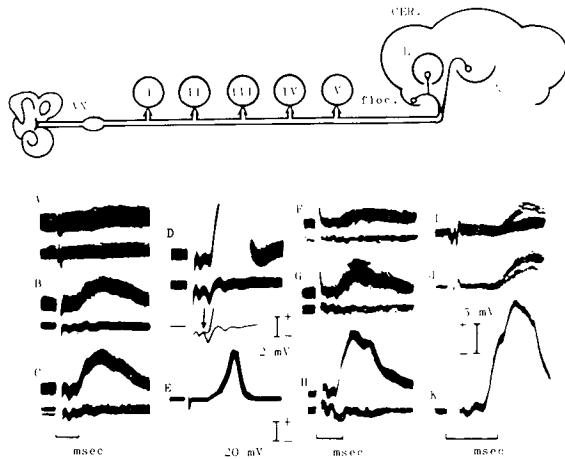 CER.
L
I II III IV V
floc.
VN
A
B
C
D
E
F
G
H
I
J
K
+
−
2 mV
+
−
5 mV
+
−
20 mV
msec
msec
msec